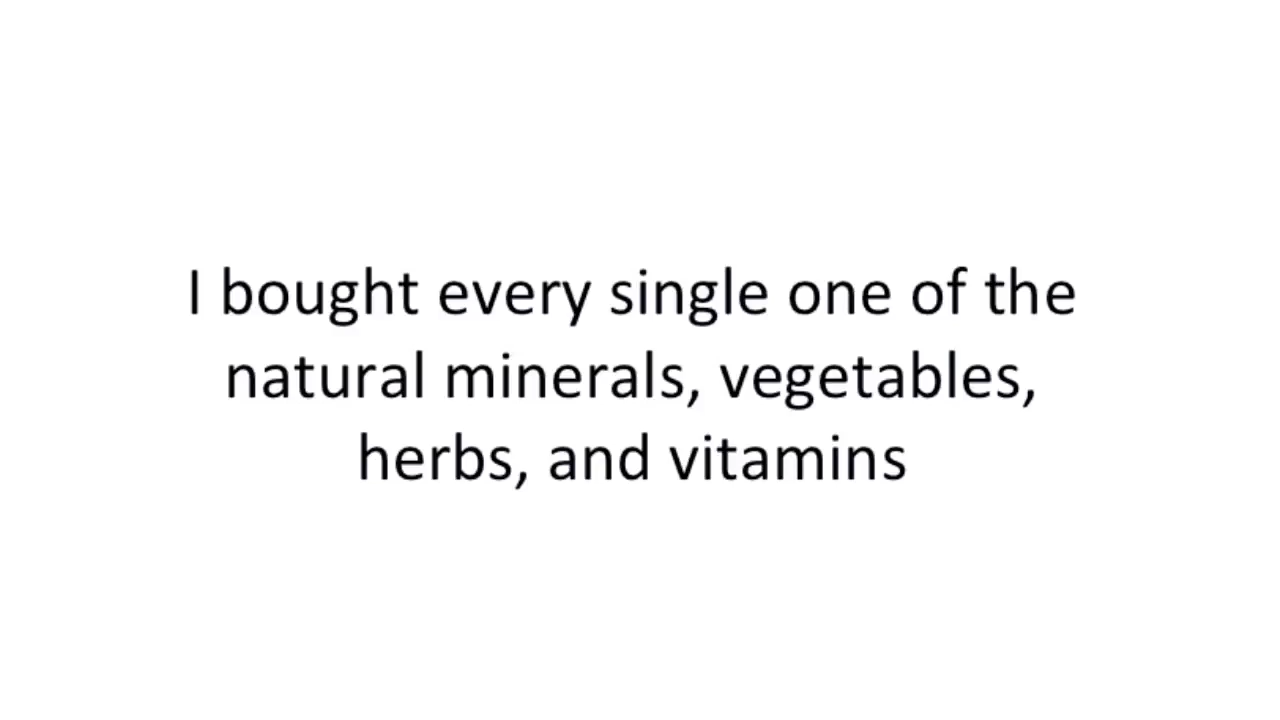 I bought every single one of the
natural minerals, vegetables,
herbs, and vitamins